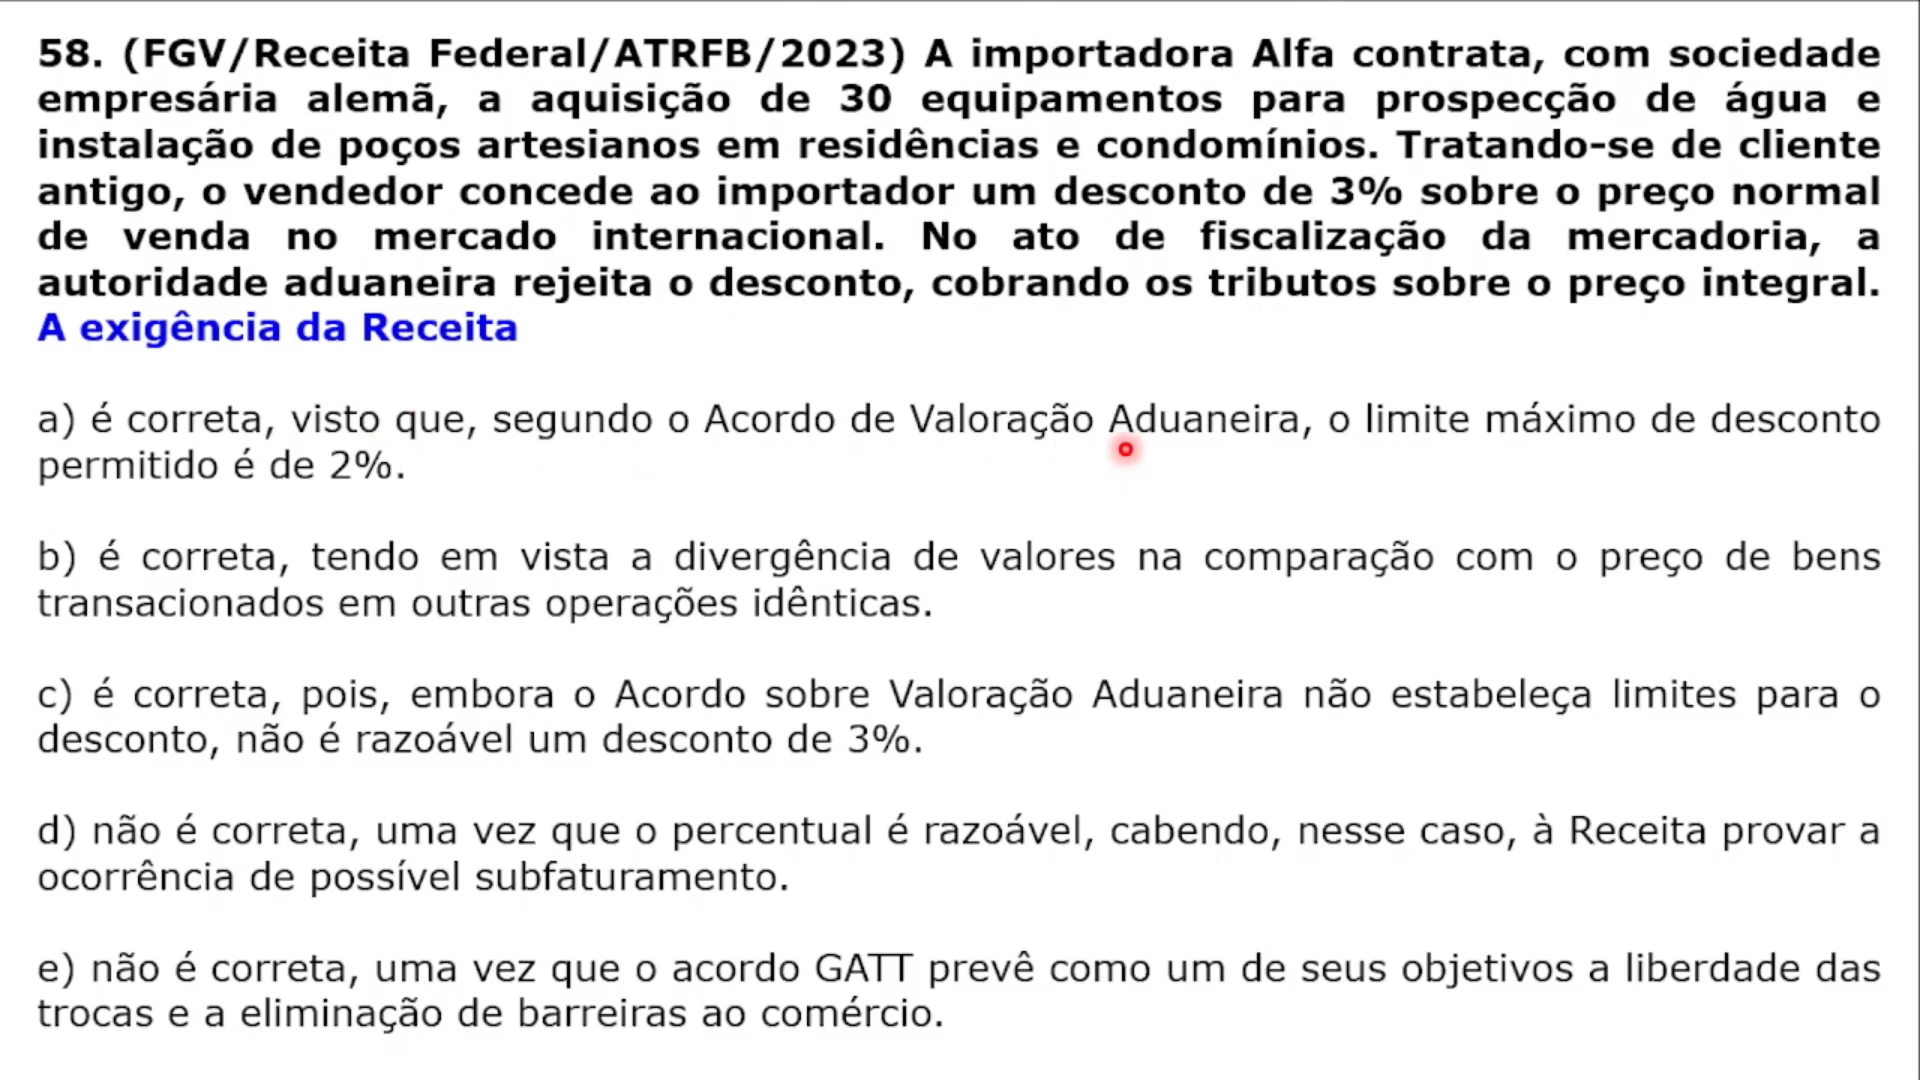 58. (FGV/Receita Federal/ATRFB/2023) A importadora Alfa contrata, com sociedade
empresária alemã, a aquisição de 30 equipamentos para prospecção de água e
instalação de poços artesianos em residências e condomínios. Tratando-se de cliente
antigo, o vendedor concede ao importador um desconto de 3% sobre o preço normal
de venda no mercado internacional. No ato de fiscalização da mercadoria, a
autoridade aduaneira rejeita o desconto, cobrando os tributos sobre o preço integral.
A exigência da Receita
a) é correta, visto que, segundo o Acordo de Valoração Aduaneira, o limite máximo de desconto
permitido é de 2%.
b) é correta, tendo em vista a divergência de valores na comparação com o preço de bens
transacionados em outras operações idênticas.
c) é correta, pois, embora o Acordo sobre Valoração Aduaneira não estabeleça limites para o
desconto, não é razoável um desconto de 3%.
d) não é correta, uma vez que o percentual é razoável, cabendo, nesse caso, à Receita provar a
ocorrência de possível subfaturamento.
e) não é correta, uma vez que o acordo GATT prevê como um de seus objetivos a liberdade das
trocas e a eliminação de barreiras ao comércio.